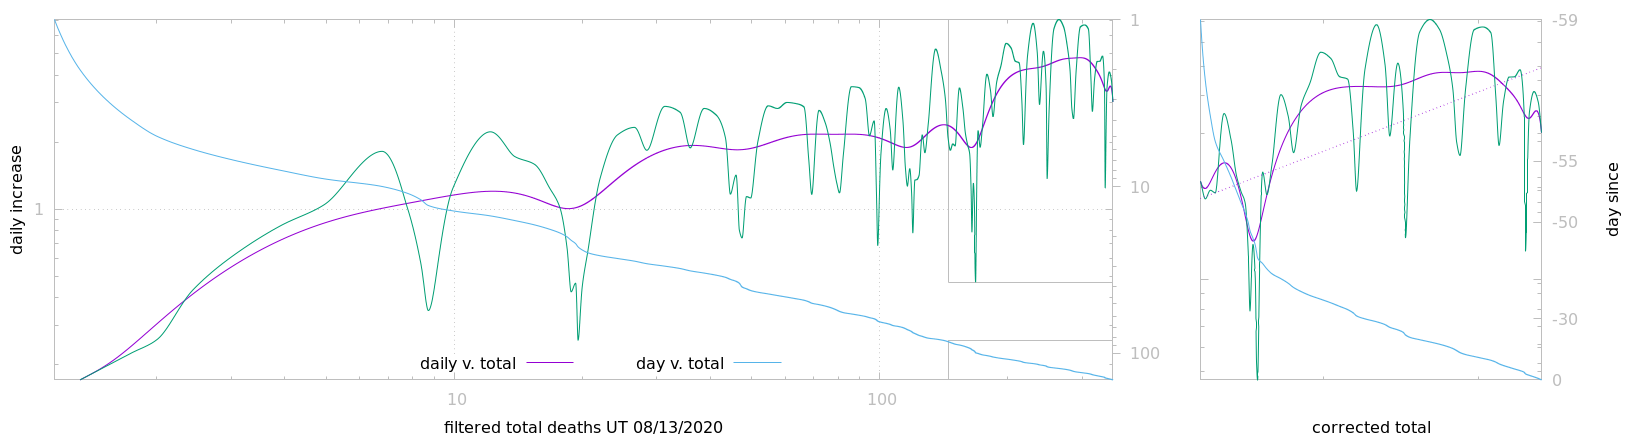 daily increase
1
10
100
filtered total deaths UT 08/13/2020
daily v. total
day v. total
1
10
100
-59
-55
-50
-30
0
day since
corrected total